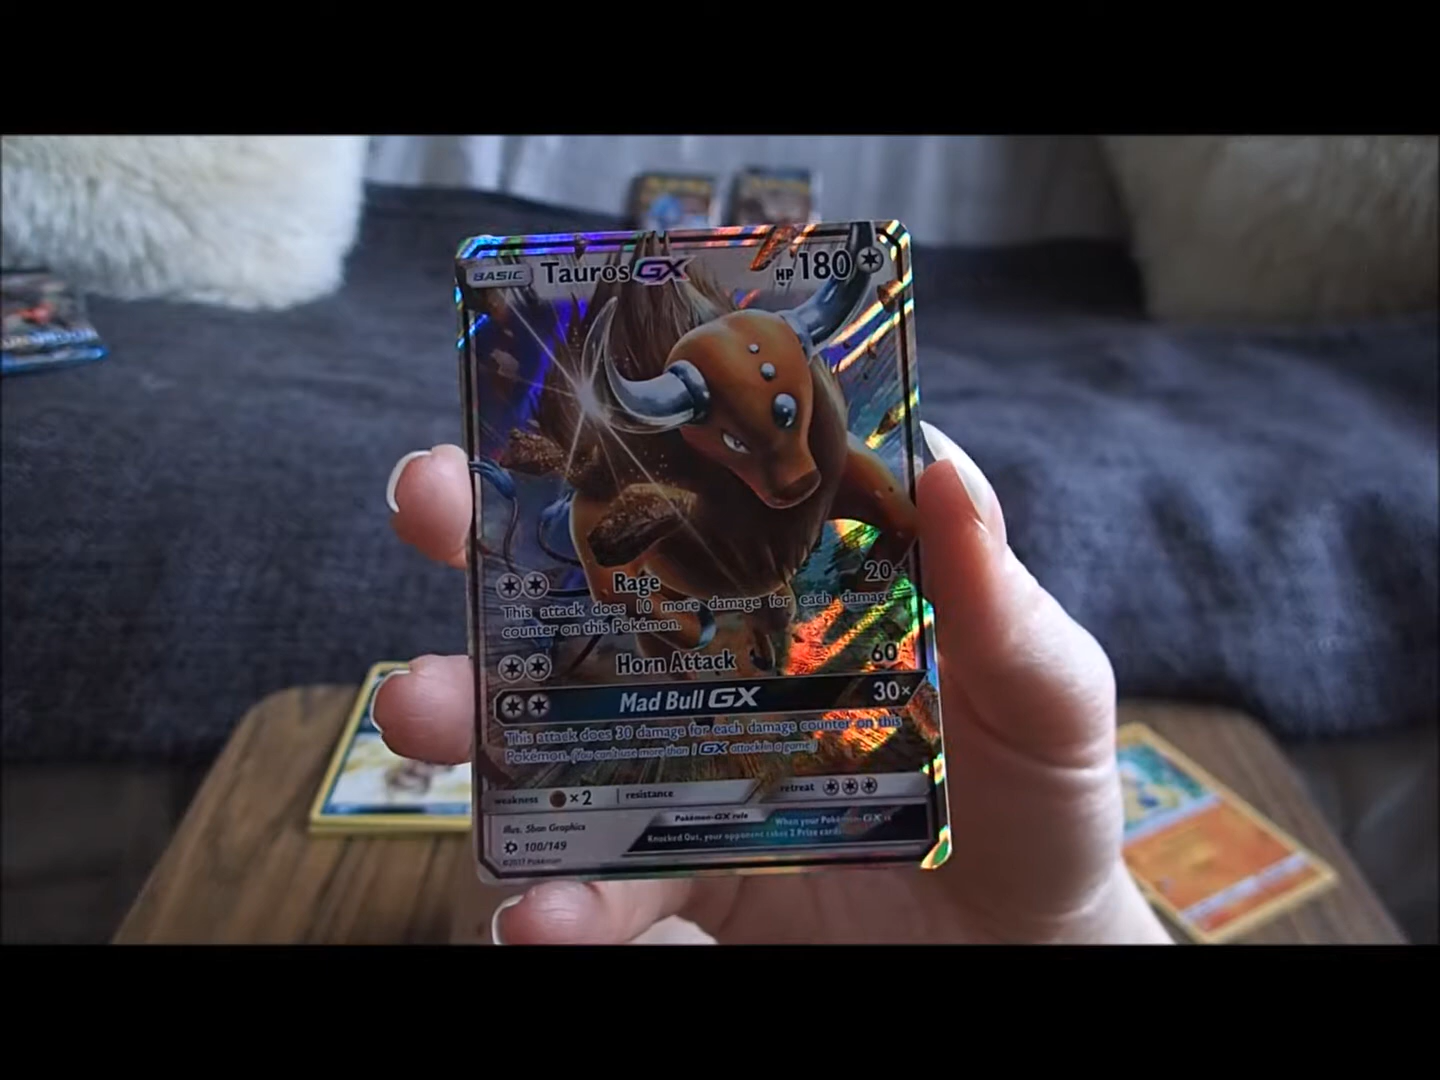 BASIC Tauros GX HP 180
Rage 20+
This attack does 10 more damage for each damage
counter on this Pokémon.
Horn Attack 60
Mad Bull GX 30×
This attack does 30 damage for each damage counter on this
Pokémon. (You can't use more than 1 GX attack in a game.)
weakness ×2 resistance retreat
Pokémon-GX rule When your Pokémon-GX is
Knocked Out, your opponent takes 2 Prize cards.
Illus. 5ban Graphics
100/149
©2017 Pokémon